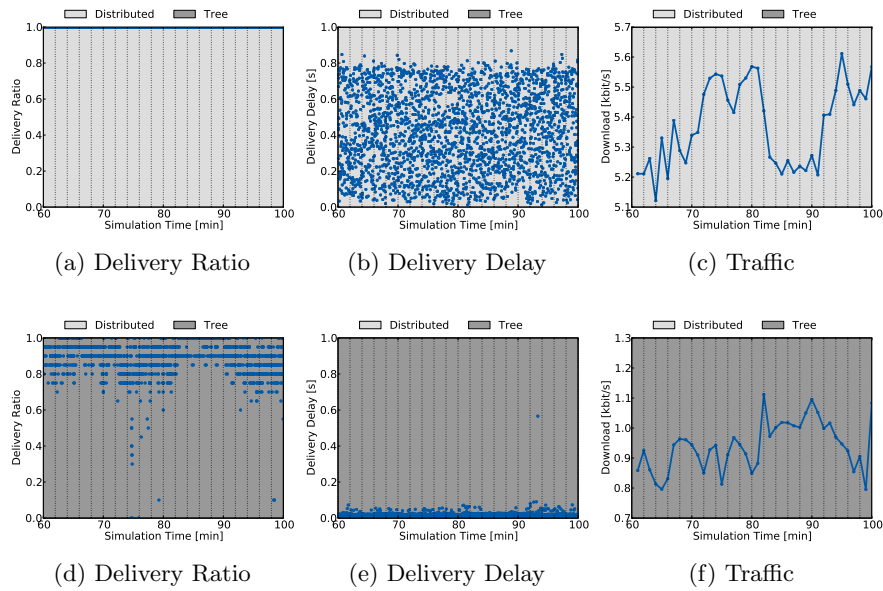 Distributed Tree
1.0
0.8
0.6
0.4
0.2
0.0
Delivery Ratio
60 70 80 90 100
Simulation Time [min]
(a) Delivery Ratio
Distributed Tree
1.0
0.8
0.6
0.4
0.2
0.0
Delivery Delay [s]
60 70 80 90 100
Simulation Time [min]
(b) Delivery Delay
Distributed Tree
5.7
5.6
5.5
5.4
5.3
5.2
5.1
Download [kbit/s]
60 70 80 90 100
Simulation Time [min]
(c) Traffic
Distributed Tree
1.0
0.8
0.6
0.4
0.2
0.0
Delivery Ratio
60 70 80 90 100
Simulation Time [min]
(d) Delivery Ratio
Distributed Tree
1.0
0.8
0.6
0.4
0.2
0.0
Delivery Delay [s]
60 70 80 90 100
Simulation Time [min]
(e) Delivery Delay
Distributed Tree
1.3
1.2
1.1
1.0
0.9
0.8
0.7
Download [kbit/s]
60 70 80 90 100
Simulation Time [min]
(f) Traffic